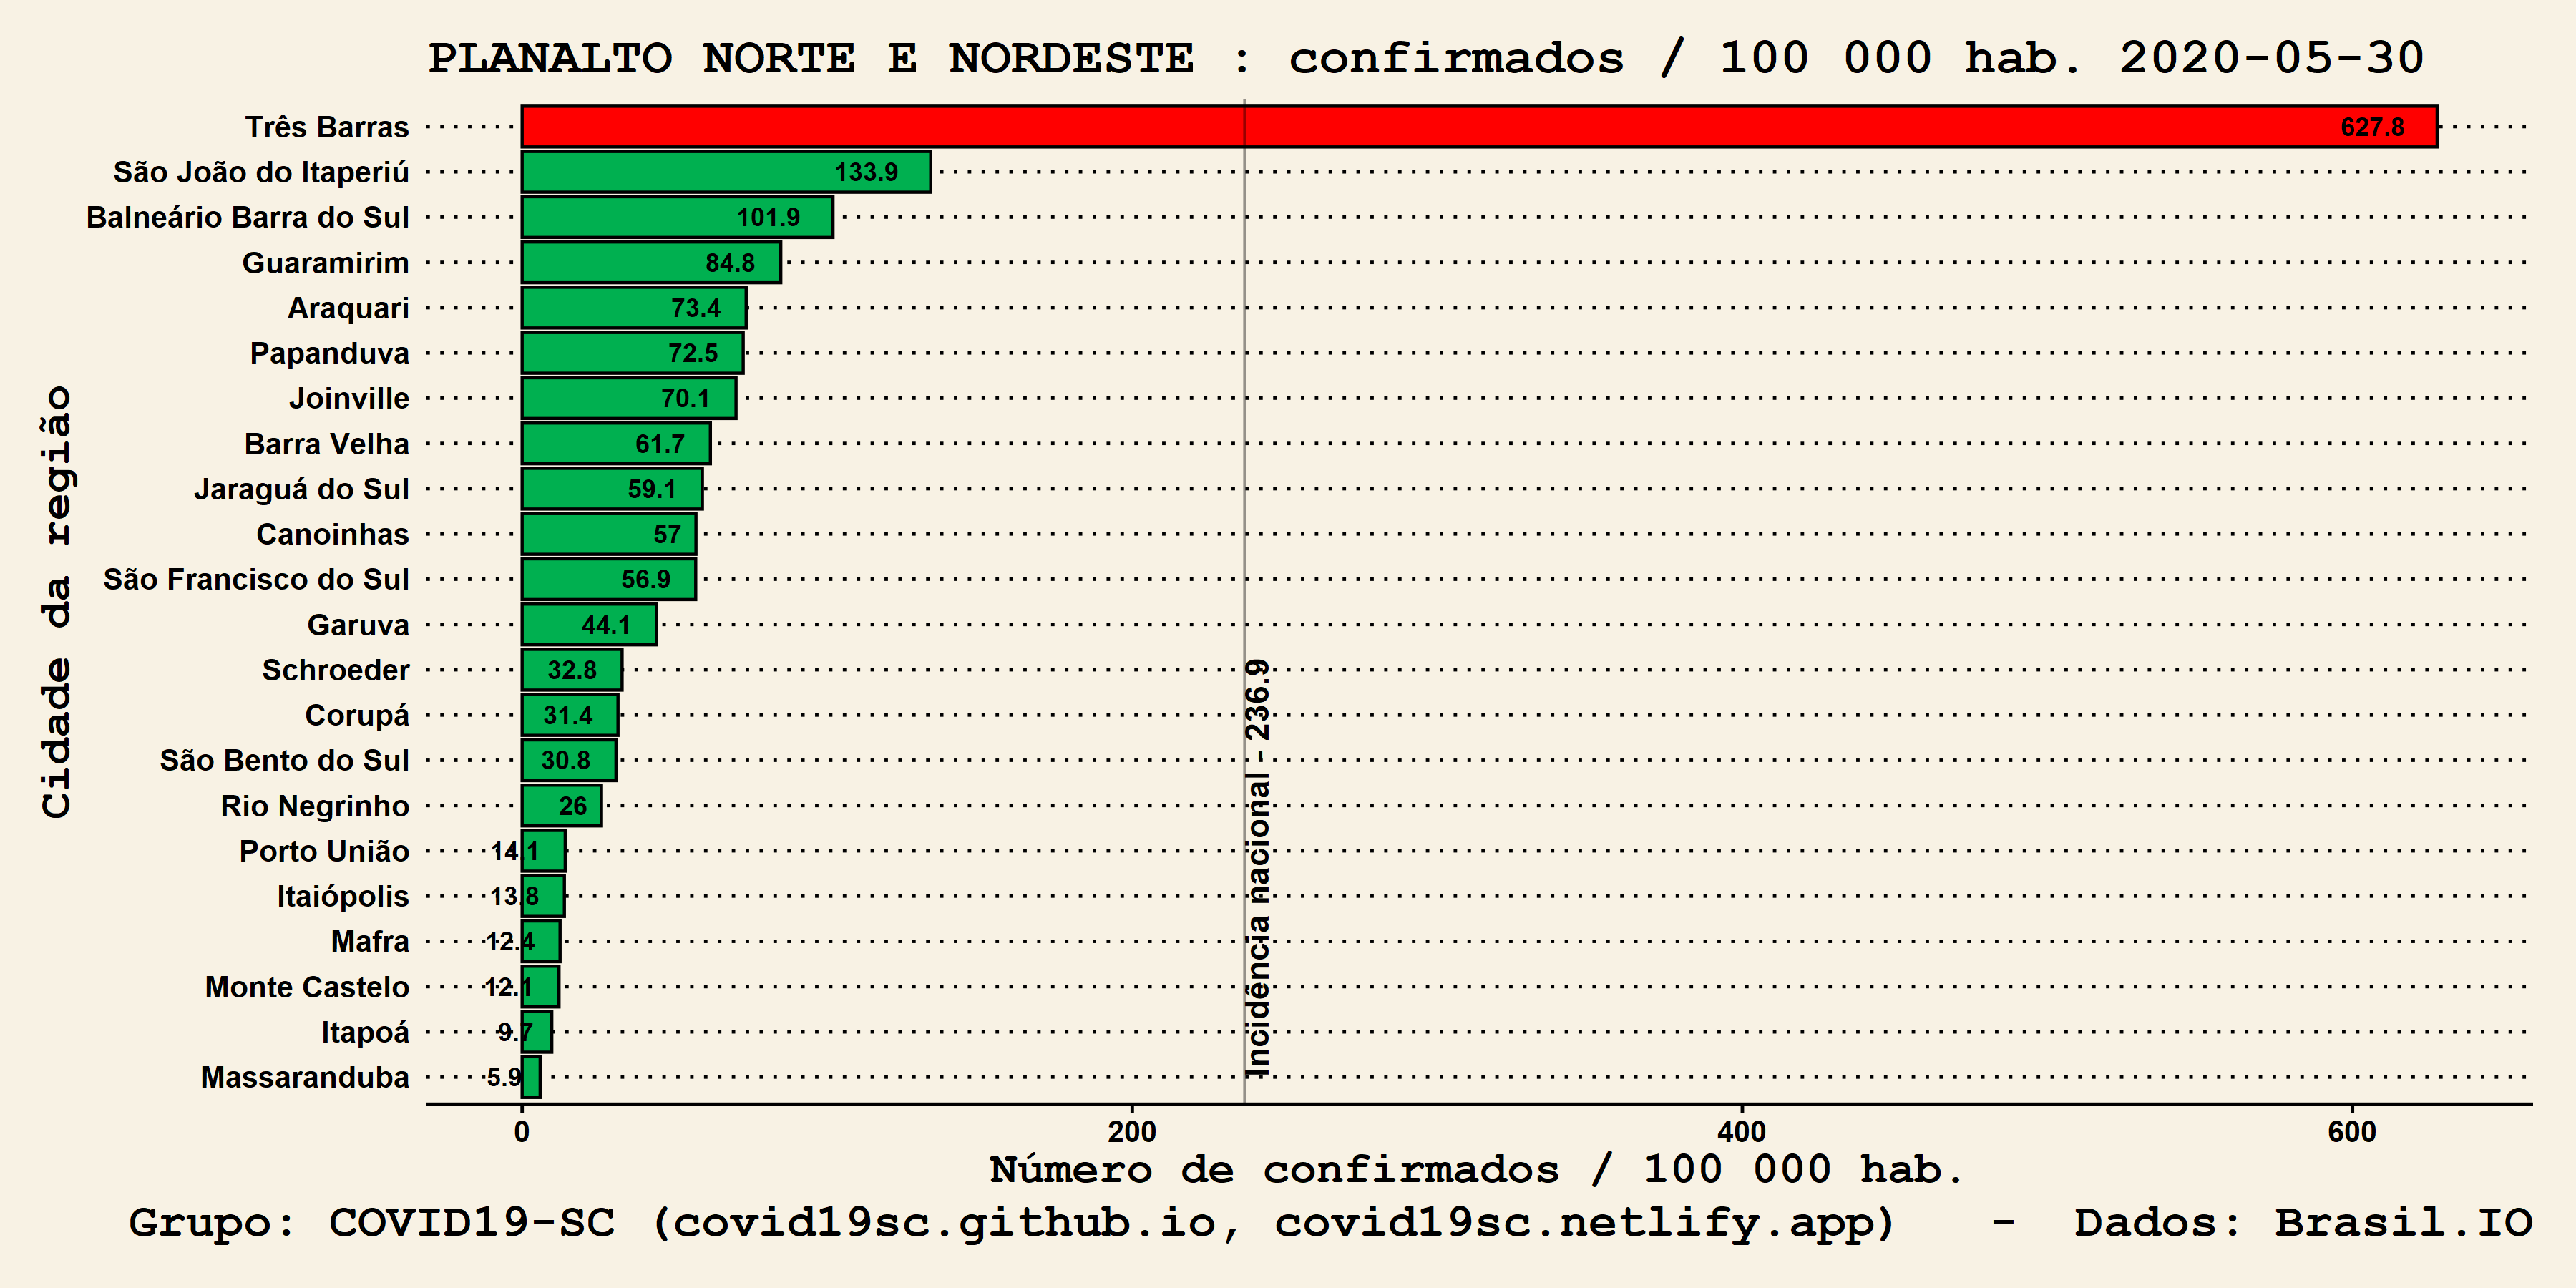 PLANALTO NORTE E NORDESTE : confirmados / 100 000 hab. 2020-05-30
Cidade da região
Três Barras 627.8
São João do Itaperiú 133.9
Balneário Barra do Sul 101.9
Guaramirim 84.8
Araquari 73.4
Papanduva 72.5
Joinville 70.1
Barra Velha 61.7
Jaraguá do Sul 59.1
Canoinhas 57
São Francisco do Sul 56.9
Garuva 44.1
Schroeder 32.8
Corupá 31.4
São Bento do Sul 30.8
Rio Negrinho 26
Porto União 14.1
Itaiópolis 13.8
Mafra 12.4
Monte Castelo 12.1
Itapoá 9.7
Massaranduba 5.9
Incidência nacional - 236.9
0 200 400 600
Número de confirmados / 100 000 hab.
Grupo: COVID19-SC (covid19sc.github.io, covid19sc.netlify.app) - Dados: Brasil.IO